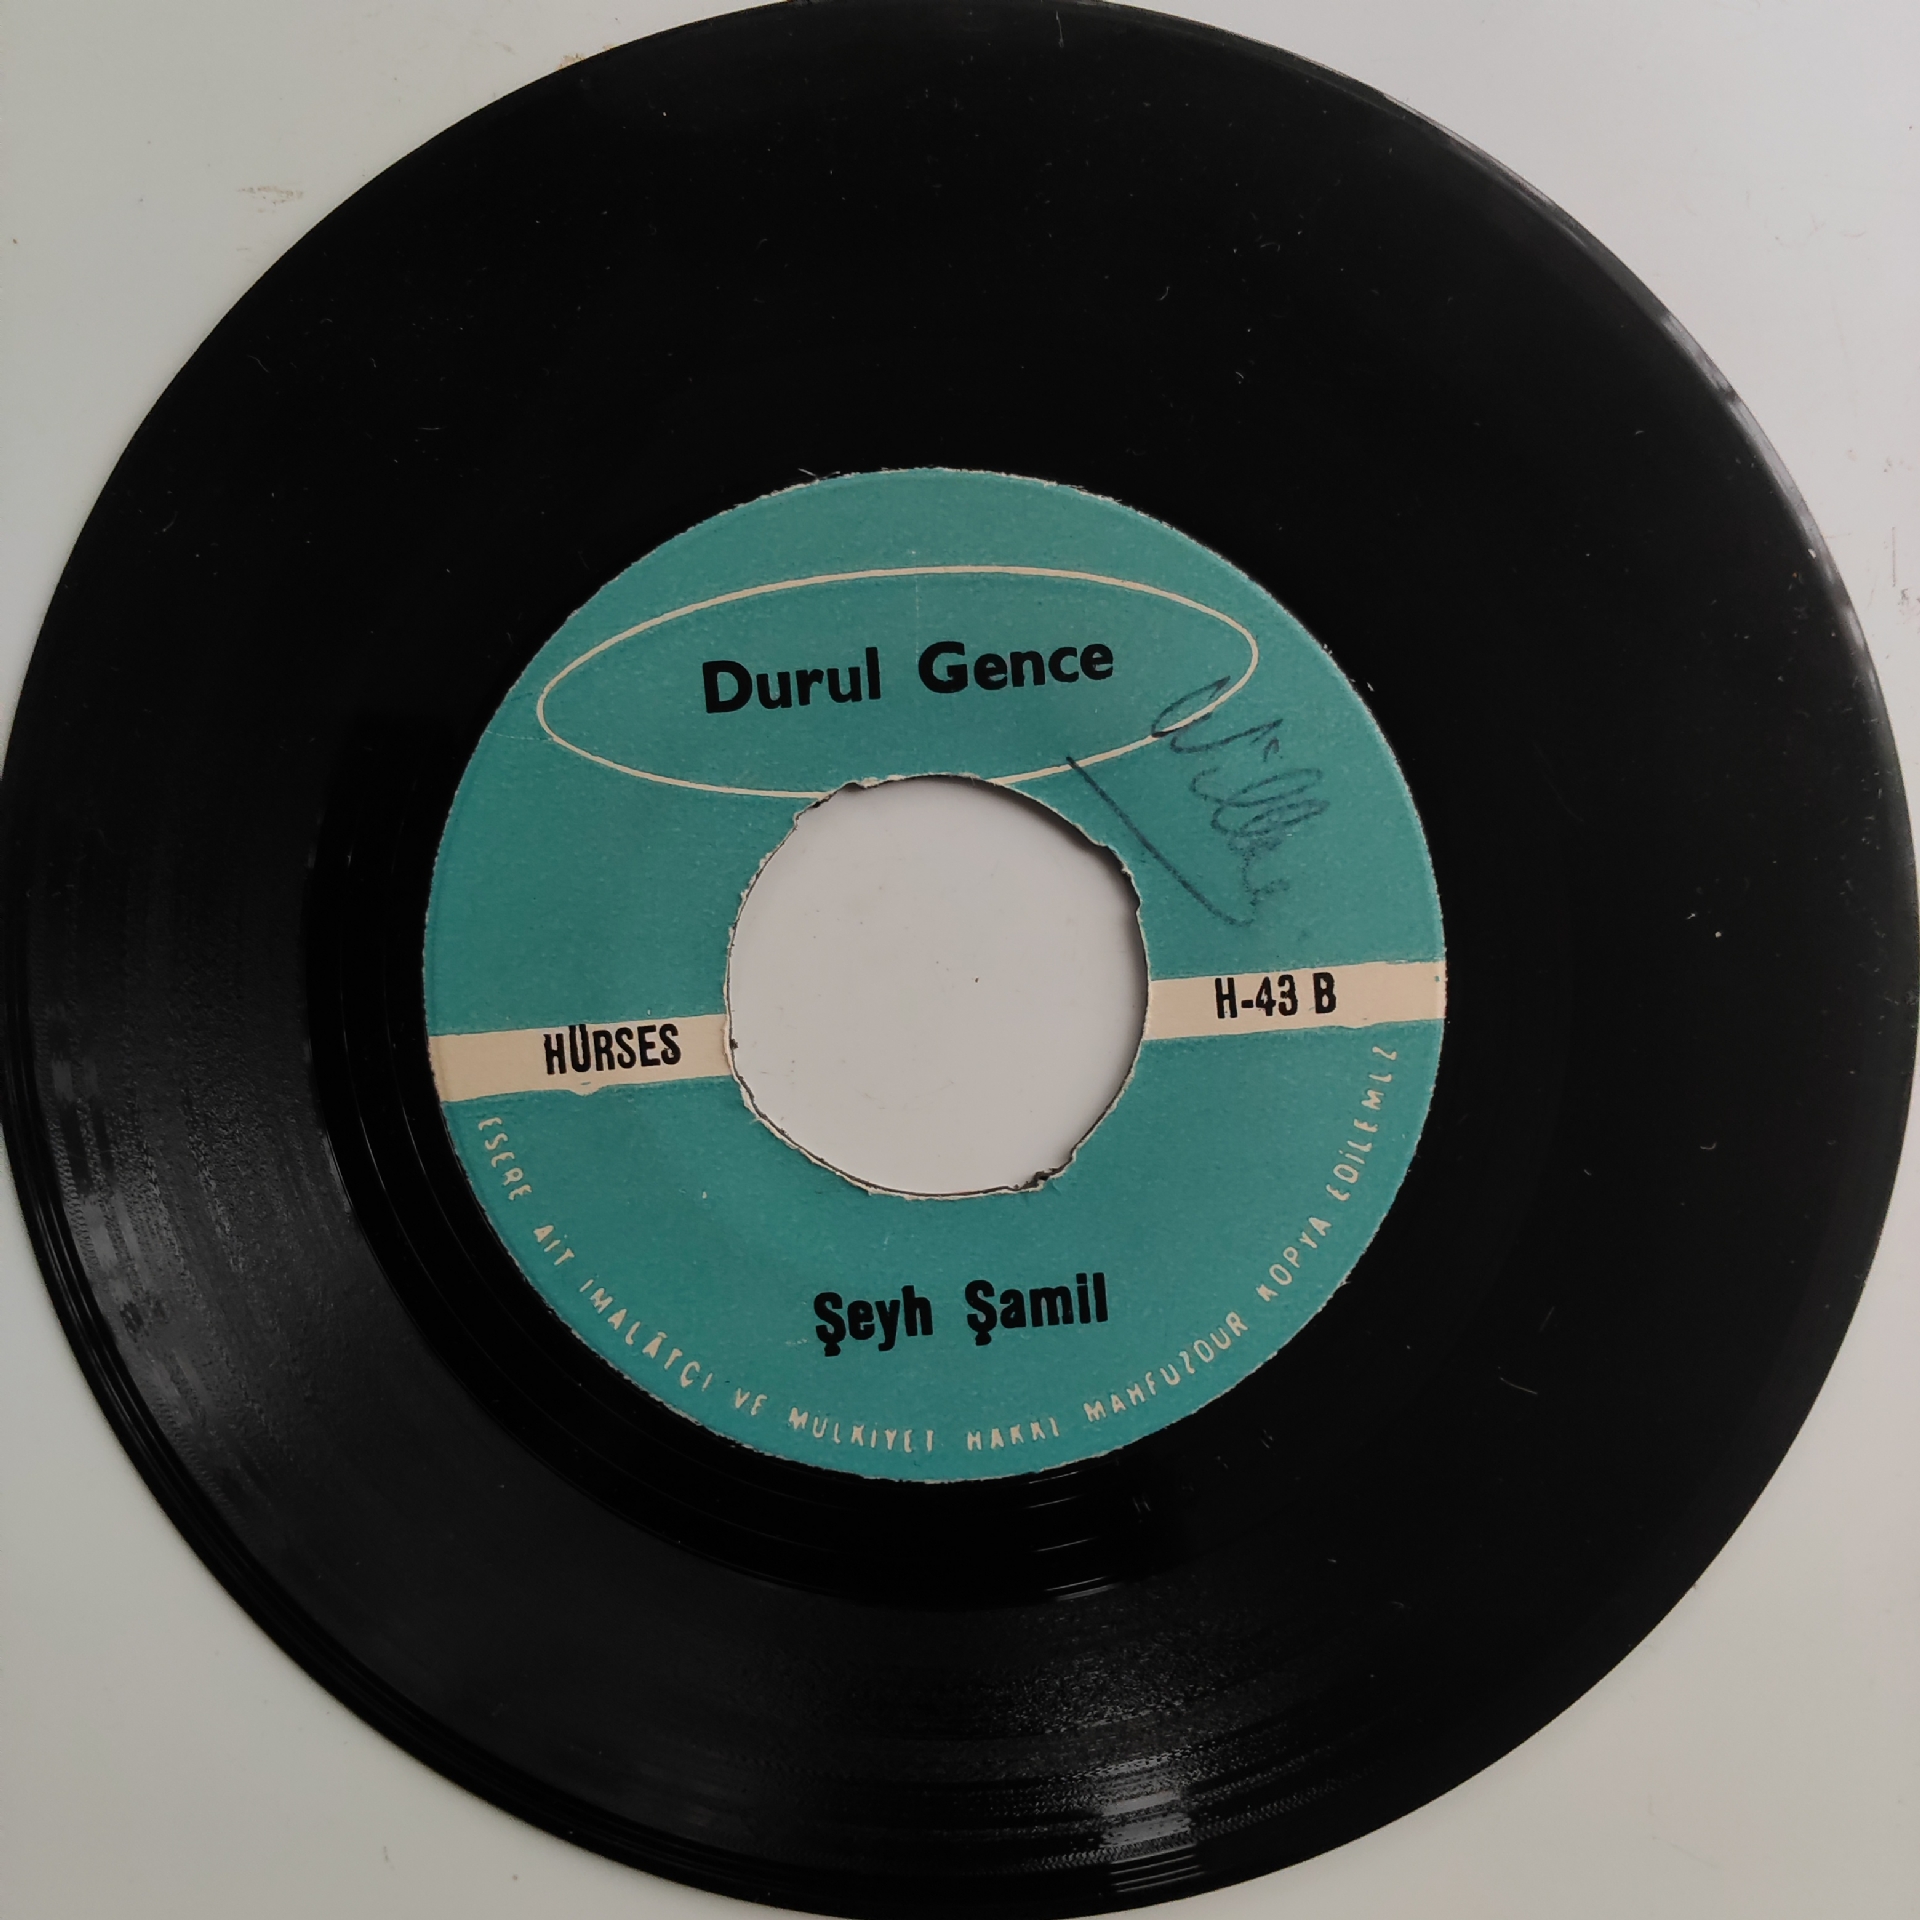 Durul Gence
HÜRSES
H-43 B
Şeyh Şamil
ESERE AİT İMALÂTÇI VE MÜLKİYET HAKKI MAHFUZDUR KOPYA EDİLEMEZ